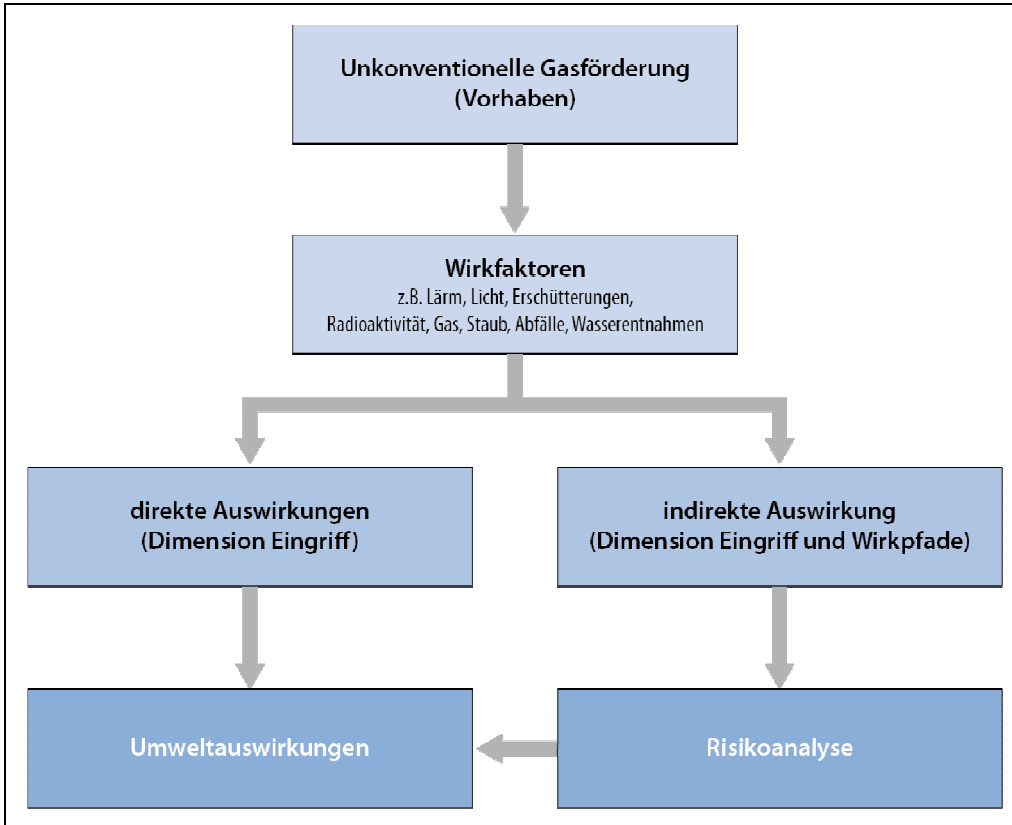 Unkonventionelle Gasförderung
(Vorhaben)
Wirkfaktoren
z.B. Lärm, Licht, Erschütterungen,
Radioaktivität, Gas, Staub, Abfälle, Wasserentnahmen
direkte Auswirkungen
(Dimension Eingriff)
indirekte Auswirkung
(Dimension Eingriff und Wirkpfade)
Umweltauswirkungen
Risikoanalyse